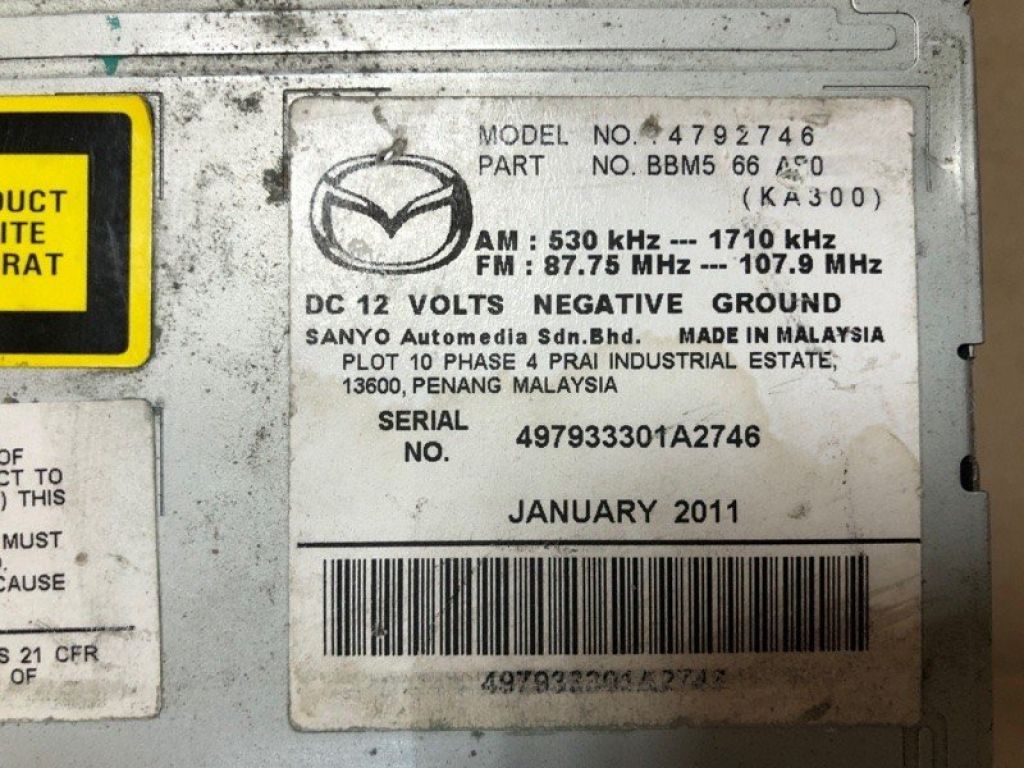 DUCT
ITE
RAT
MODEL NO. 14792746
PART NO. BBM5 66
(KA300)
AM : 530 kHz --- 1710 kHz
FM : 87.75 MHz --- 107.9 MHz
DC 12 VOLTS NEGATIVE GROUND
SANYO Automedia Sdn.Bhd. MADE IN MALAYSIA
PLOT 10 PHASE 4 PRAI INDUSTRIAL ESTATE,
13600, PENANG MALAYSIA
SERIAL
NO.
497933301A2746
JANUARY 2011
497933301A2746
OF
CT TO
) THIS
MUST
CAUSE
S 21 CFR
OF